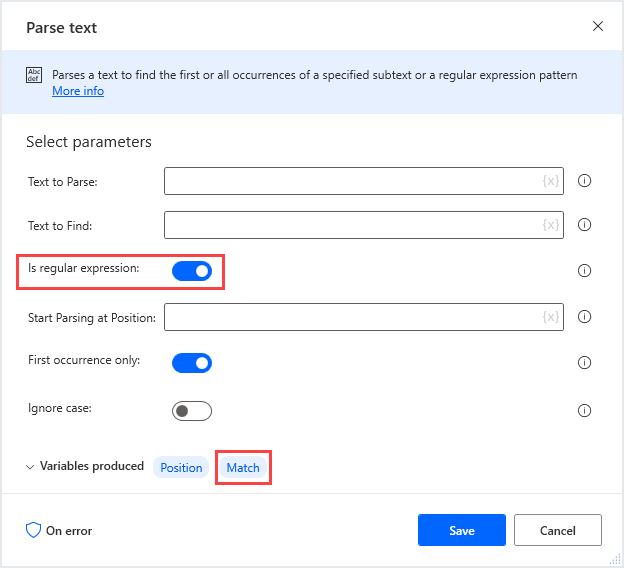 Parse text
Abc
def
Parses a text to find the first or all occurrences of a specified subtext or a regular expression pattern
More info
Select parameters
Text to Parse: {x}
Text to Find: {x}
Is regular expression:
Start Parsing at Position: {x}
First occurrence only:
Ignore case:
Variables produced Position Match
On error Save Cancel